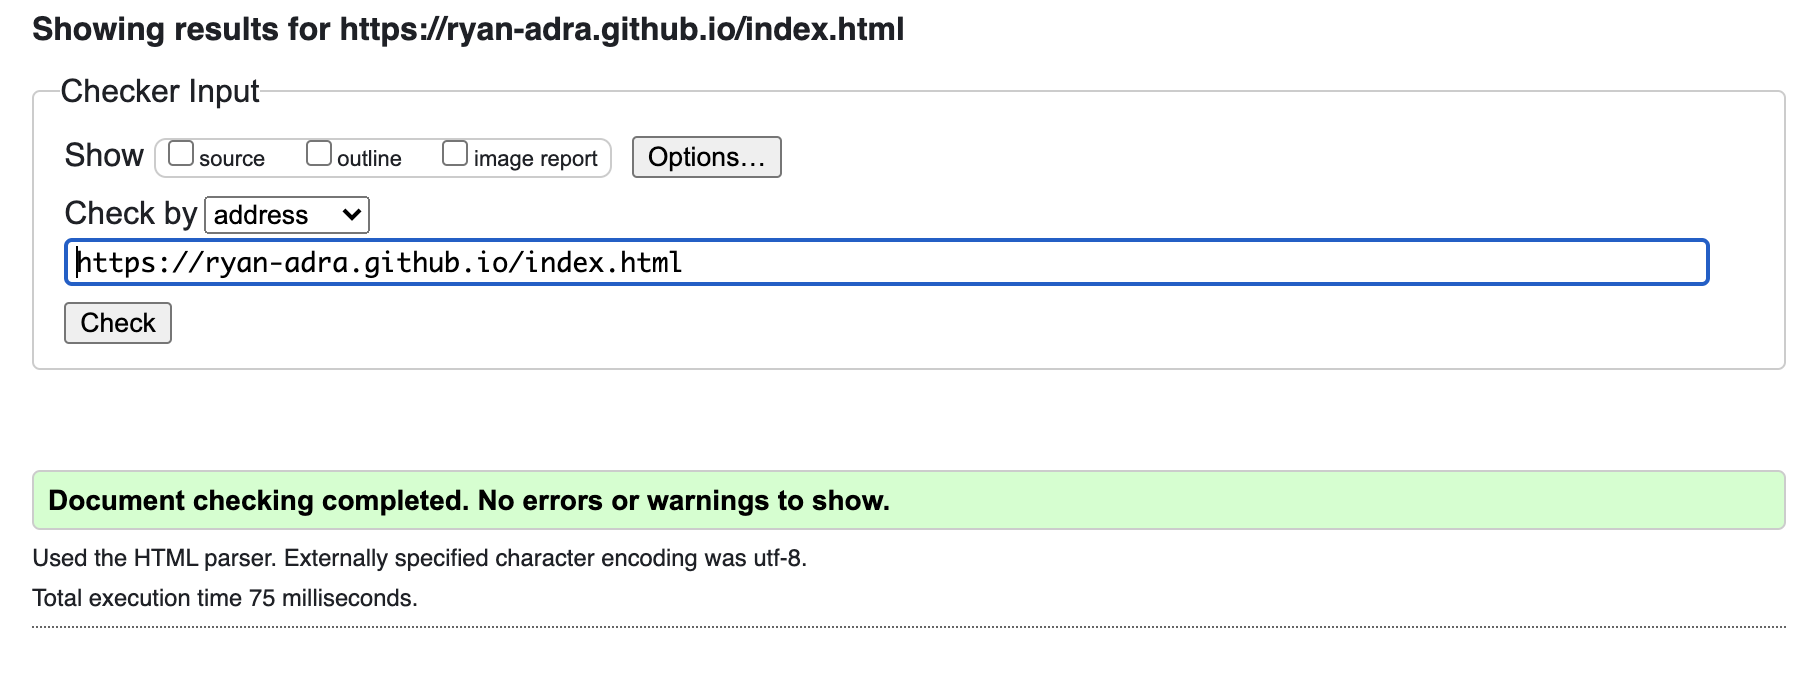 Showing results for https://ryan-adra.github.io/index.html
Checker Input
Show source outline image report Options...
Check by address
https://ryan-adra.github.io/index.html
Check
Document checking completed. No errors or warnings to show.
Used the HTML parser. Externally specified character encoding was utf-8.
Total execution time 75 milliseconds.